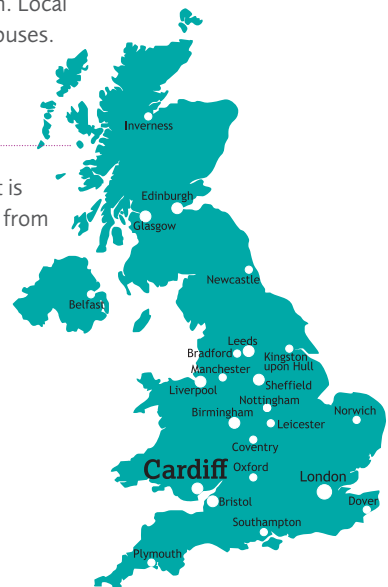 n. Local
ouses.
t is
from
Inverness
Edinburgh
Glasgow
Newcastle
Belfast
Leeds
Bradford
Kingston
upon Hull
Manchester
Liverpool
Sheffield
Nottingham
Norwich
Birmingham
Leicester
Coventry
Cardiff
Oxford
London
Bristol
Dover
Southampton
Plymouth